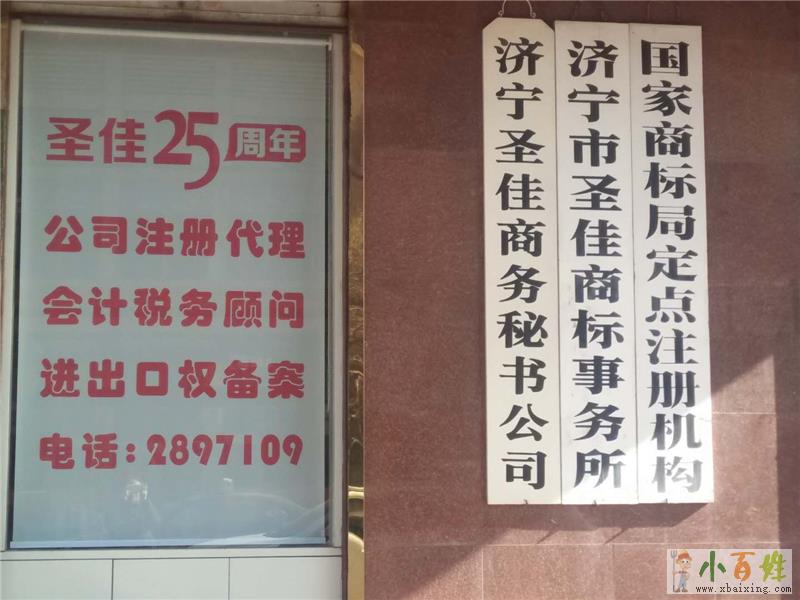 圣佳25周年
公司注册代理
会计税务顾问
进出口权备案
电话:2897109
国家商标局定点注册机构
济宁市圣佳商标事务所
济宁圣佳商务秘书公司
小百姓
www.xbaixing.com